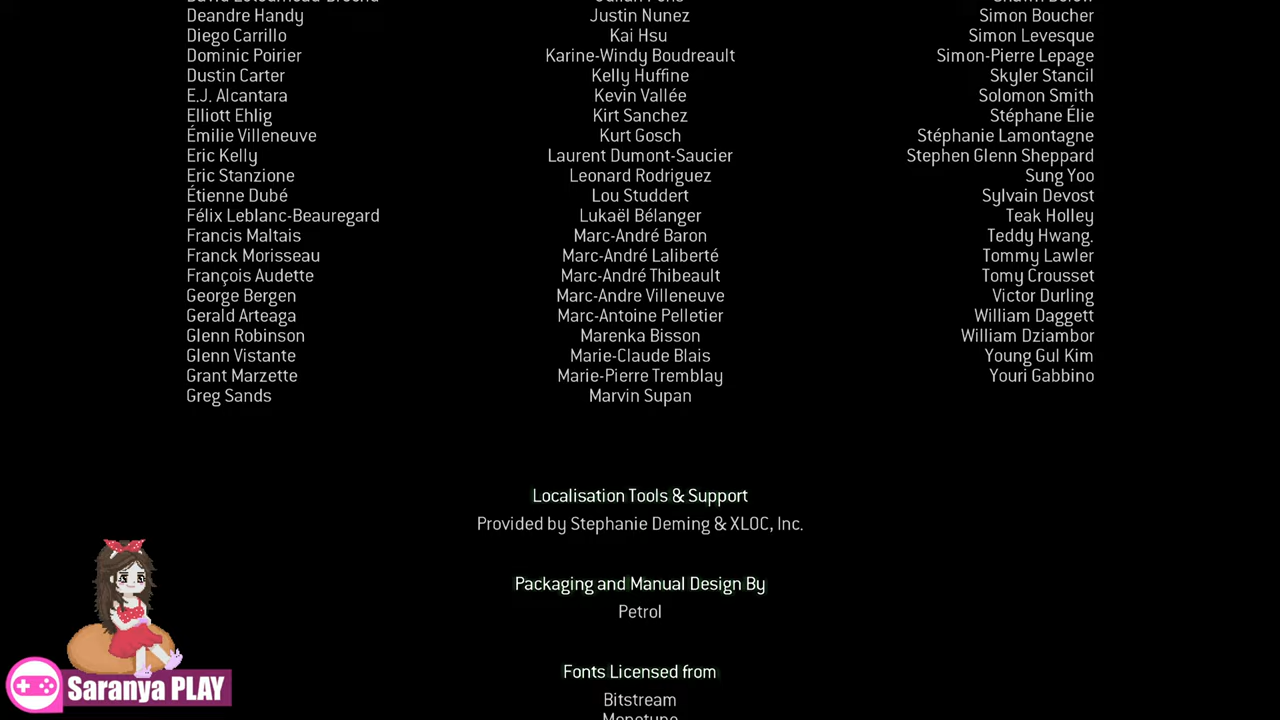 Deandre Handy
Diego Carrillo
Dominic Poirier
Dustin Carter
E.J. Alcantara
Elliott Ehlig
Émilie Villeneuve
Eric Kelly
Eric Stanzione
Étienne Dubé
Félix Leblanc-Beauregard
Francis Maltais
Franck Morisseau
François Audette
George Bergen
Gerald Arteaga
Glenn Robinson
Glenn Vistante
Grant Marzette
Greg Sands
Justin Nunez
Kai Hsu
Karine-Windy Boudreault
Kelly Huffine
Kevin Vallée
Kirt Sanchez
Kurt Gosch
Laurent Dumont-Saucier
Leonard Rodriguez
Lou Studdert
Lukaël Bélanger
Marc-André Baron
Marc-André Laliberté
Marc-André Thibeault
Marc-Andre Villeneuve
Marc-Antoine Pelletier
Marenka Bisson
Marie-Claude Blais
Marie-Pierre Tremblay
Marvin Supan
Simon Boucher
Simon Levesque
Simon-Pierre Lepage
Skyler Stancil
Solomon Smith
Stéphane Élie
Stéphanie Lamontagne
Stephen Glenn Sheppard
Sung Yoo
Sylvain Devost
Teak Holley
Teddy Hwang.
Tommy Lawler
Tomy Crousset
Victor Durling
William Daggett
William Dziambor
Young Gul Kim
Youri Gabbino
Localisation Tools & Support
Provided by Stephanie Deming & XLOC, Inc.
Packaging and Manual Design By
Petrol
Fonts Licensed from
Bitstream
Saranya PLAY